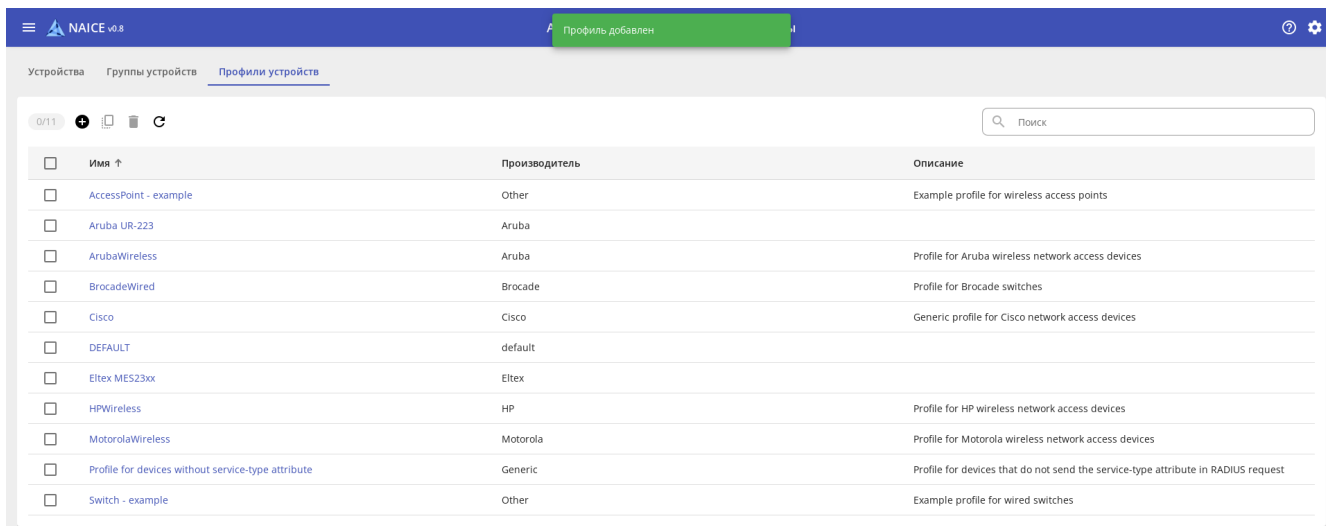 NAICE v0.8
Профиль добавлен
Устройства Группы устройств Профили устройств
0/11 Поиск
Имя ↑ Производитель Описание
AccessPoint - example Other Example profile for wireless access points
Aruba UR-223 Aruba
ArubaWireless Aruba Profile for Aruba wireless network access devices
BrocadeWired Brocade Profile for Brocade switches
Cisco Cisco Generic profile for Cisco network access devices
DEFAULT default
Eltex MES23xx Eltex
HPWireless HP Profile for HP wireless network access devices
MotorolaWireless Motorola Profile for Motorola wireless network access devices
Profile for devices without service-type attribute Generic Profile for devices that do not send the service-type attribute in RADIUS request
Switch - example Other Example profile for wired switches